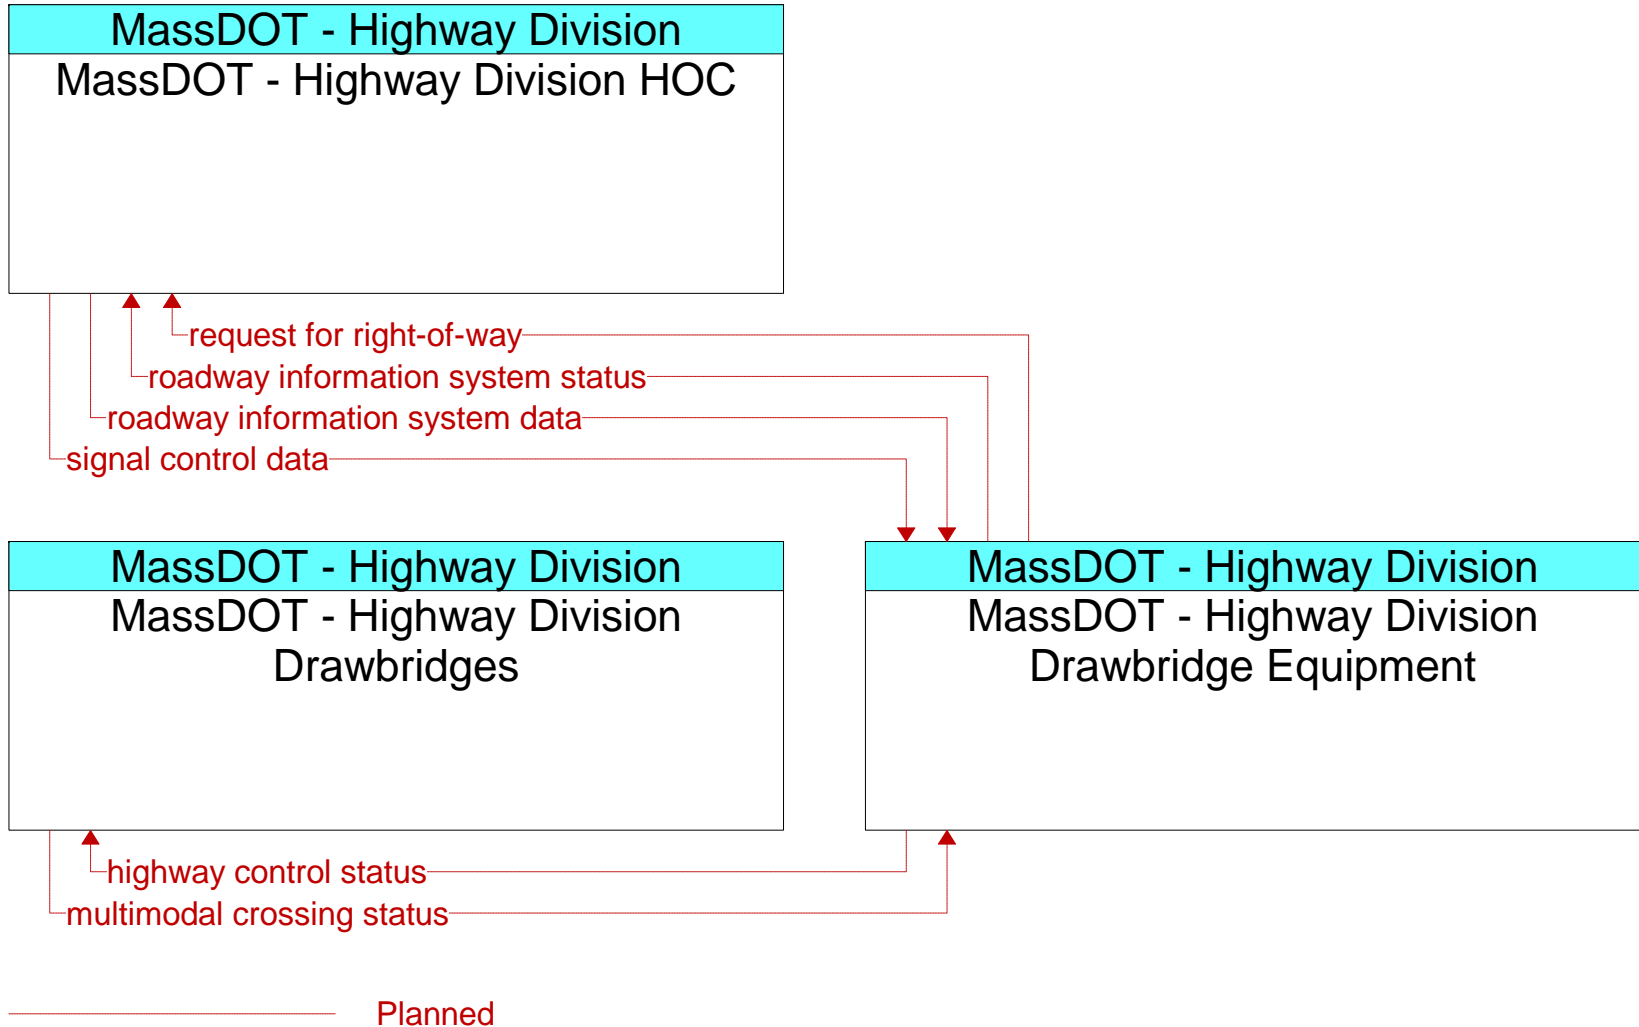 MassDOT - Highway Division
MassDOT - Highway Division HOC
request for right-of-way
roadway information system status
roadway information system data
signal control data
MassDOT - Highway Division
MassDOT - Highway Division
Drawbridges
MassDOT - Highway Division
MassDOT - Highway Division
Drawbridge Equipment
highway control status
multimodal crossing status
Planned